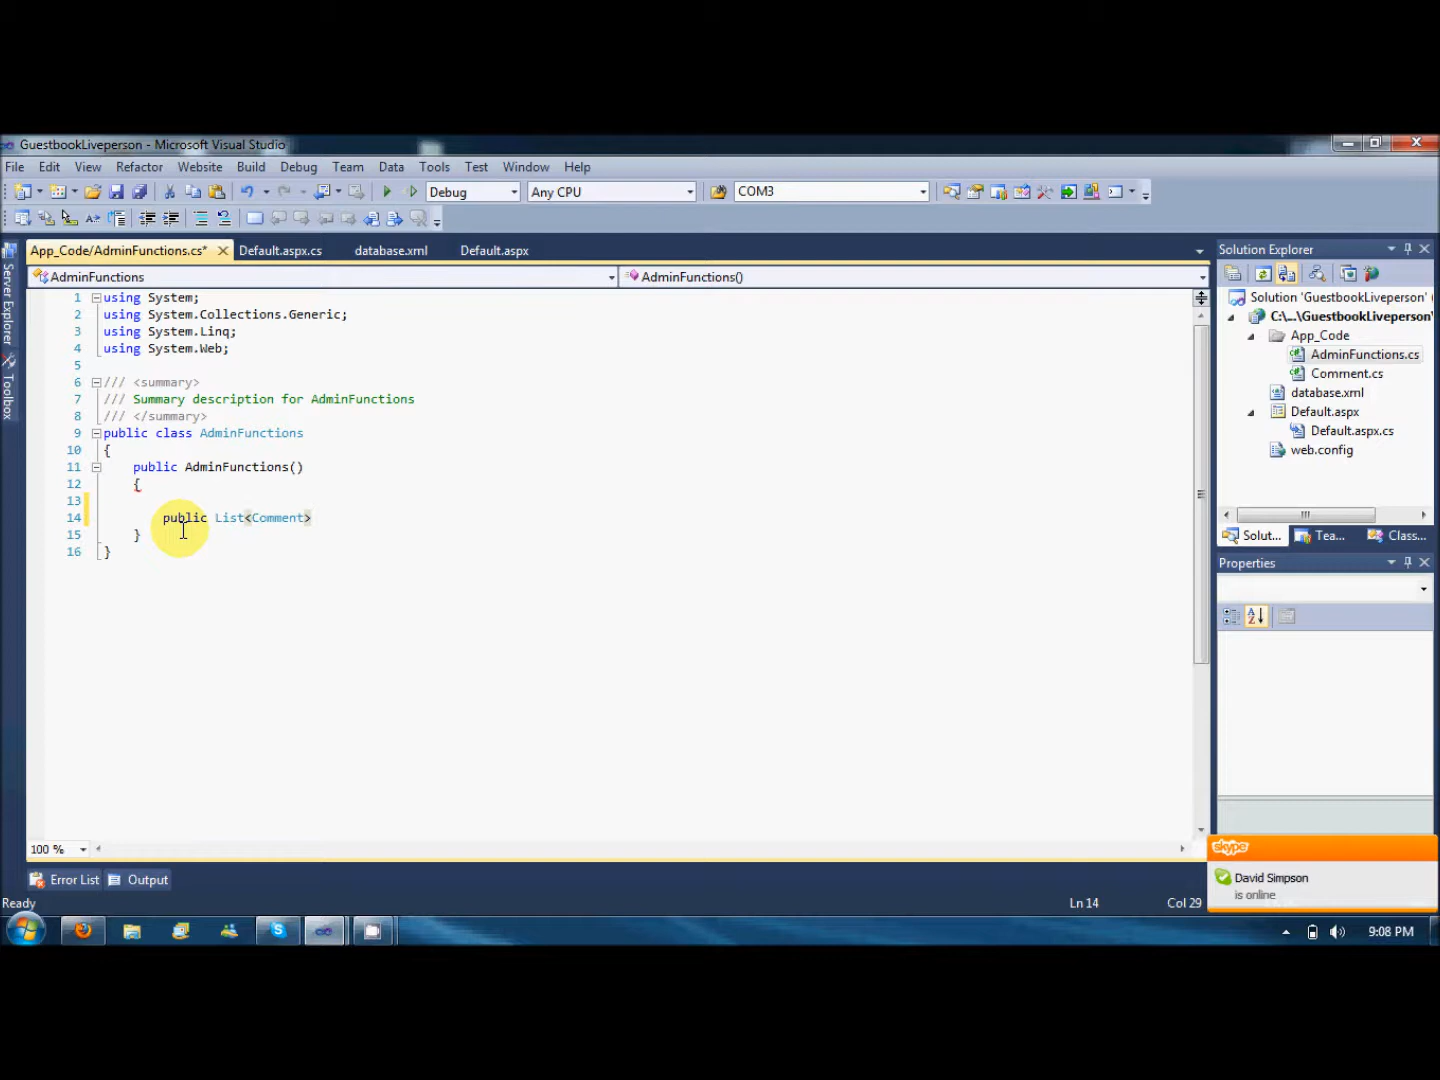 GuestbookLiveperson - Microsoft Visual Studio
File Edit View Refactor Website Build Debug Team Data Tools Test Window Help
Debug Any CPU COM3
App_Code/AdminFunctions.cs* Default.aspx.cs database.xml Default.aspx
AdminFunctions AdminFunctions()
1 using System;
2 using System.Collections.Generic;
3 using System.Linq;
4 using System.Web;
5
6 /// <summary>
7 /// Summary description for AdminFunctions
8 /// </summary>
9 public class AdminFunctions
10 {
11 public AdminFunctions()
12 {
13
14 public List<Comment>
15 }
16 }
100 %
Error List Output
Ready Ln 14 Col 29
Server Explorer
Toolbox
Solution Explorer
Solution 'GuestbookLiveperson' (
C:\...\GuestbookLiveperson\
App_Code
AdminFunctions.cs
Comment.cs
database.xml
Default.aspx
Default.aspx.cs
web.config
Solut... Tea... Class...
Properties
skype
David Simpson
is online
9:08 PM